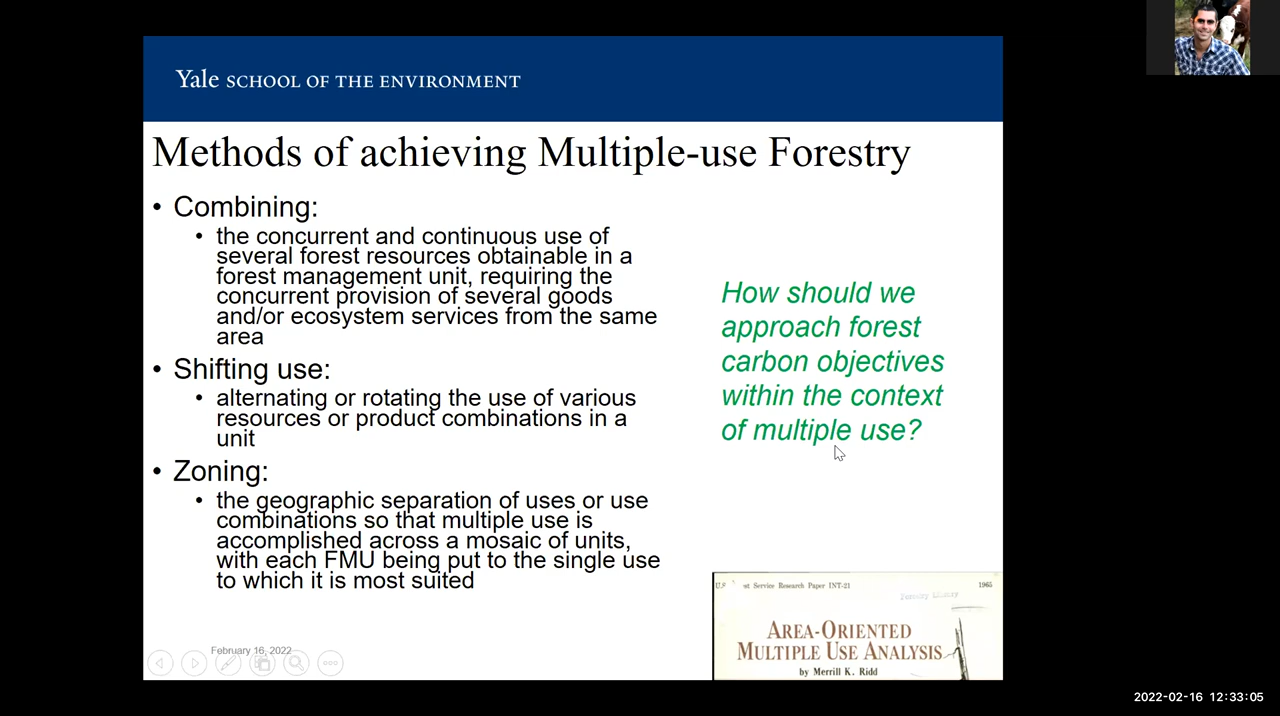 Yale SCHOOL OF THE ENVIRONMENT
Methods of achieving Multiple-use Forestry
• Combining:
• the concurrent and continuous use of
several forest resources obtainable in a
forest management unit, requiring the
concurrent provision of several goods
and/or ecosystem services from the same
area
• Shifting use:
• alternating or rotating the use of various
resources or product combinations in a
unit
• Zoning:
• the geographic separation of uses or use
combinations so that multiple use is
accomplished across a mosaic of units,
with each FMU being put to the single use
to which it is most suited
How should we
approach forest
carbon objectives
within the context
of multiple use?
Service Research Paper INT-21
1965
Forestry Library
AREA-ORIENTED
MULTIPLE USE ANALYSIS
by Merrill K. Ridd
February 16, 2022
2022-02-16 12:33:05